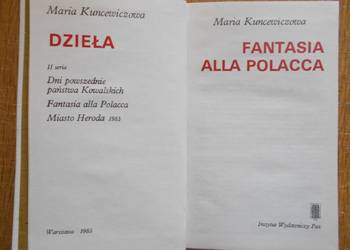 Maria Kuncewiczowa
DZIEŁA
II seria
Dni powszednie
państwa Kowalskich
Fantasia alla Polacca
Miasto Heroda 1985
Warszawa 1985
Maria Kuncewiczowa
FANTASIA
ALLA POLACCA
Instytut Wydawniczy Pax